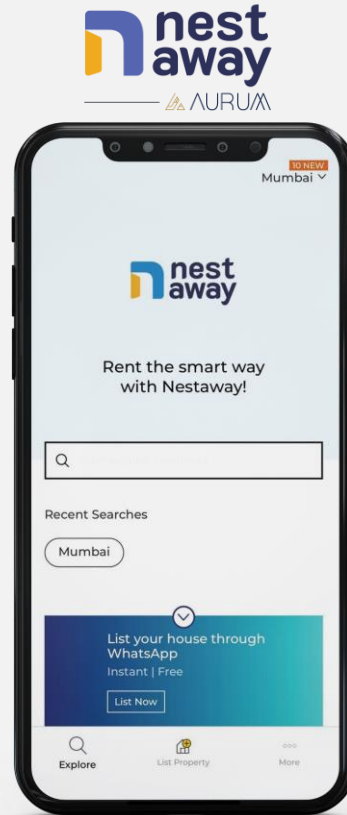 nest
away
AURUM
10 NEW
Mumbai
nest
away
Rent the smart way
with Nestaway!
Recent Searches
Mumbai
List your house through
WhatsApp
Instant | Free
List Now
Explore
List Property
More